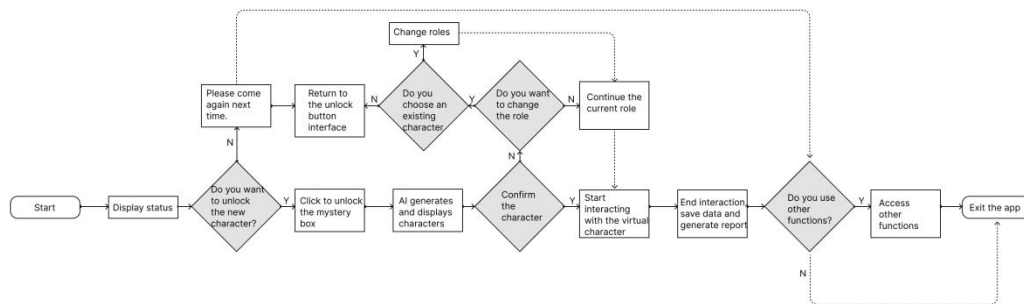 Change roles
Y
Please come
again next
time.
Return to
the unlock
button
interface
N
Do you
choose an
existing
character
Y
Do you want
to change
the role
N
Continue the
current role
N
N
Start
Display status
Do you want
to unlock
the new
character?
Y
Click to unlock
the mystery
box
AI generates and
displays
characters
Confirm
the
character
Y
Start
interacting
with the virtual
character
End interaction,
save data and
generate report
Do you use
other
functions?
Y
Access
other
functions
Exit the app
N